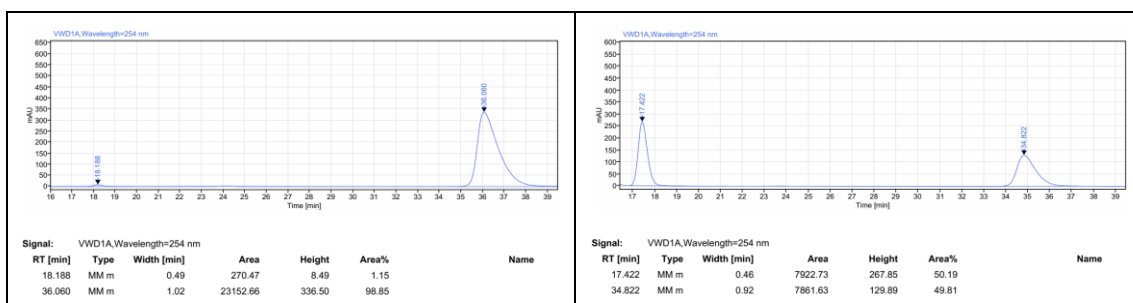 VWD1A,Wavelength=254 nm
650
600
550
500
450
400
350
300
250
200
150
100
50
0
mAU
18.188
36.060
16 17 18 19 20 21 22 23 24 25 26 27 28 29 30 31 32 33 34 35 36 37 38 39
Time [min]
Signal: VWD1A,Wavelength=254 nm
RT [min] Type Width [min] Area Height Area% Name
18.188 MM m 0.49 270.47 8.49 1.15
36.060 MM m 1.02 23152.66 336.50 98.85
VWD1A,Wavelength=254 nm
600
550
500
450
400
350
300
250
200
150
100
50
0
mAU
17.422
34.822
17 18 19 20 21 22 23 24 25 26 27 28 29 30 31 32 33 34 35 36 37 38 39
Time [min]
Signal: VWD1A,Wavelength=254 nm
RT [min] Type Width [min] Area Height Area% Name
17.422 MM m 0.46 7922.73 267.85 50.19
34.822 MM m 0.92 7861.63 129.89 49.81